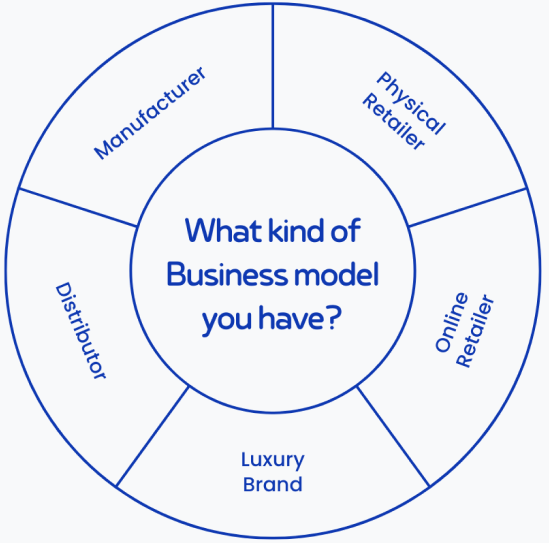 What kind of
Business model
you have?
Physical
Retailer
Online
Retailer
Luxury
Brand
Distributor
Manufacturer